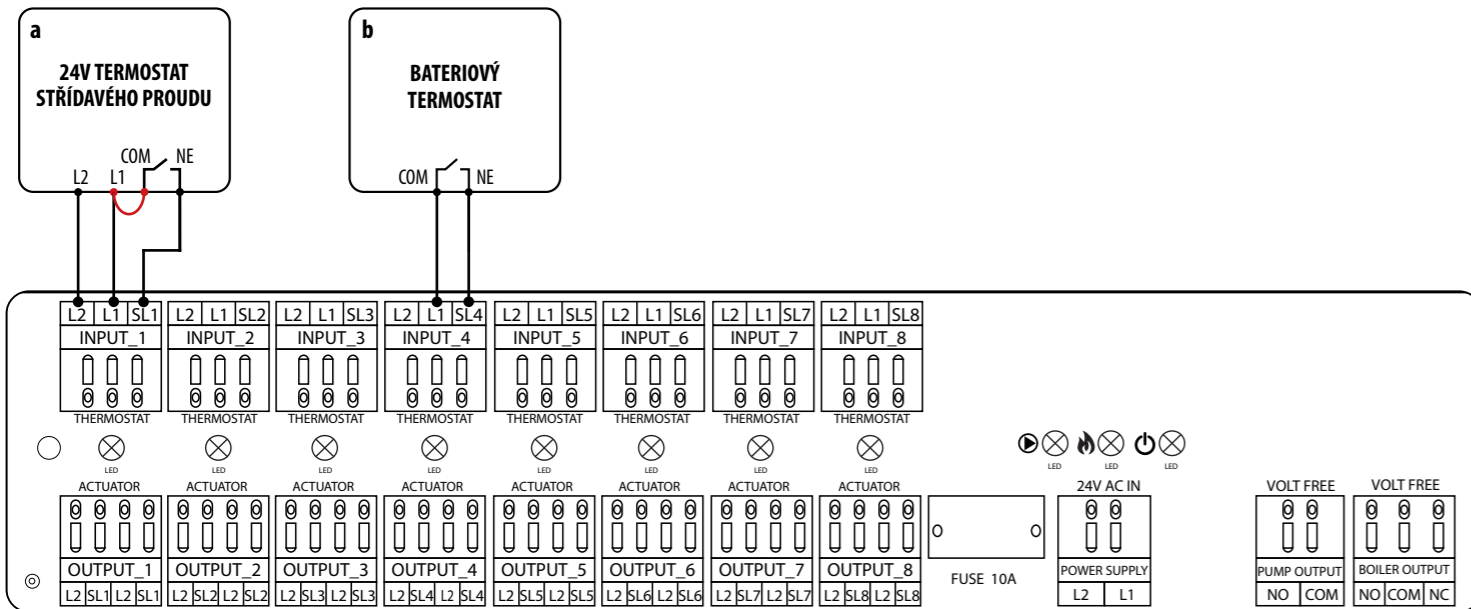 a
24V TERMOSTAT
STŘÍDAVÉHO PROUDU
COM NE
L2 L1
b
BATERIOVÝ
TERMOSTAT
COM NE
L2 L1 SL1 L2 L1 SL2 L2 L1 SL3 L2 L1 SL4 L2 L1 SL5 L2 L1 SL6 L2 L1 SL7 L2 L1 SL8
INPUT_1 INPUT_2 INPUT_3 INPUT_4 INPUT_5 INPUT_6 INPUT_7 INPUT_8
THERMOSTAT THERMOSTAT THERMOSTAT THERMOSTAT THERMOSTAT THERMOSTAT THERMOSTAT THERMOSTAT
LED LED LED LED LED LED LED LED LED LED LED
ACTUATOR ACTUATOR ACTUATOR ACTUATOR ACTUATOR ACTUATOR ACTUATOR ACTUATOR 24V AC IN VOLT FREE VOLT FREE
OUTPUT_1 OUTPUT_2 OUTPUT_3 OUTPUT_4 OUTPUT_5 OUTPUT_6 OUTPUT_7 OUTPUT_8 FUSE 10A POWER SUPPLY PUMP OUTPUT BOILER OUTPUT
L2 SL1 L2 SL1 L2 SL2 L2 SL2 L2 SL3 L2 SL3 L2 SL4 L2 SL4 L2 SL5 L2 SL5 L2 SL6 L2 SL6 L2 SL7 L2 SL7 L2 SL8 L2 SL8 L2 L1 NO COM NO COM NC